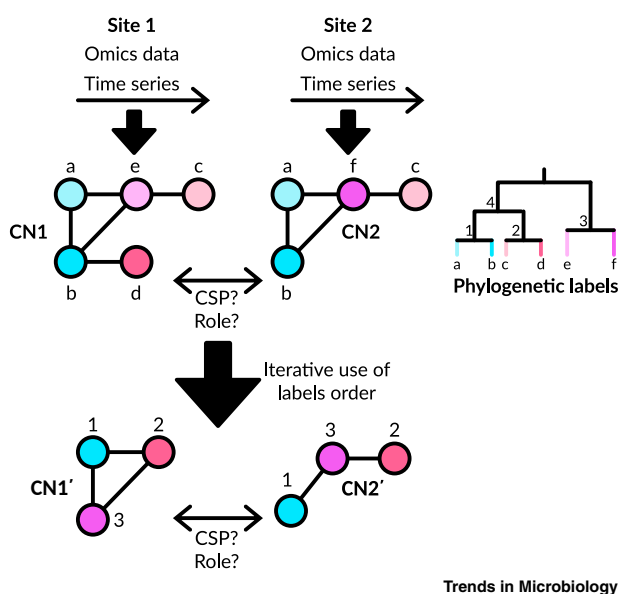 Site 1
Omics data
Time series
Site 2
Omics data
Time series
a e c
CN1
b d
a f c
CN2
b
4
3
1 2
a b c d e f
Phylogenetic labels
CSP?
Role?
Iterative use of
labels order
1 2
CN1′
3
3 2
1
CN2′
CSP?
Role?
Trends in Microbiology